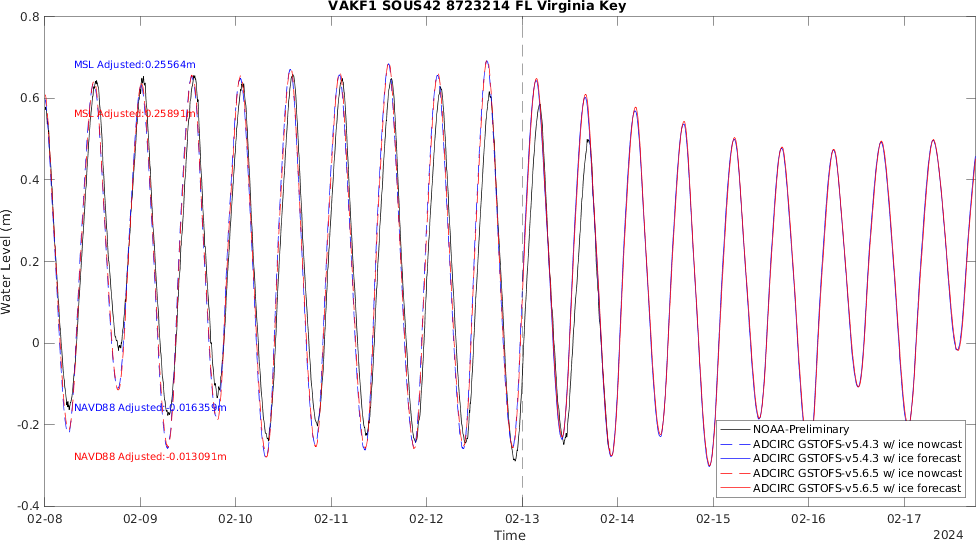 VAKF1 SOUS42 8723214 FL Virginia Key
0.8
0.6
0.4
0.2
0
-0.2
-0.4
Water Level (m)
MSL Adjusted:0.25564m
MSL Adjusted:0.25891m
NAVD88 Adjusted:-0.016359m
NAVD88 Adjusted:-0.013091m
NOAA-Preliminary
ADCIRC GSTOFS-v5.4.3 w/ ice nowcast
ADCIRC GSTOFS-v5.4.3 w/ ice forecast
ADCIRC GSTOFS-v5.6.5 w/ ice nowcast
ADCIRC GSTOFS-v5.6.5 w/ ice forecast
02-08 02-09 02-10 02-11 02-12 02-13 02-14 02-15 02-16 02-17
Time
2024